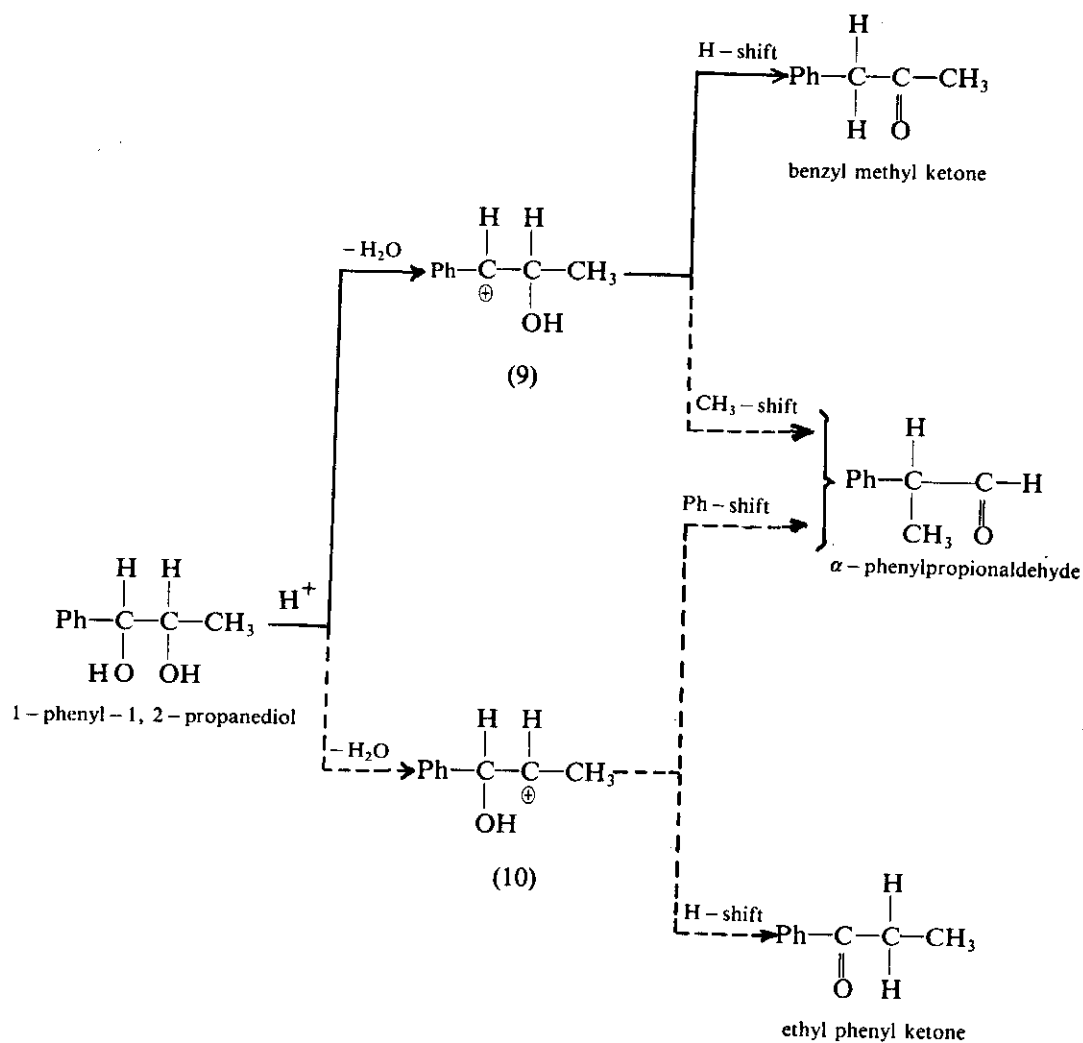 H
H – shift
Ph—C—C—CH₃
H O
benzyl methyl ketone
H H
– H₂O
Ph—C—C—CH₃
⊕
OH
(9)
CH₃ – shift
H
Ph—C—C—H
Ph – shift
CH₃ O
α – phenylpropionaldehyde
H H
H⁺
Ph—C—C—CH₃
HO OH
1 – phenyl – 1, 2 – propanediol
H H
– H₂O
Ph—C—C—CH₃
⊕
OH
(10)
H
H – shift
Ph—C—C—CH₃
O H
ethyl phenyl ketone